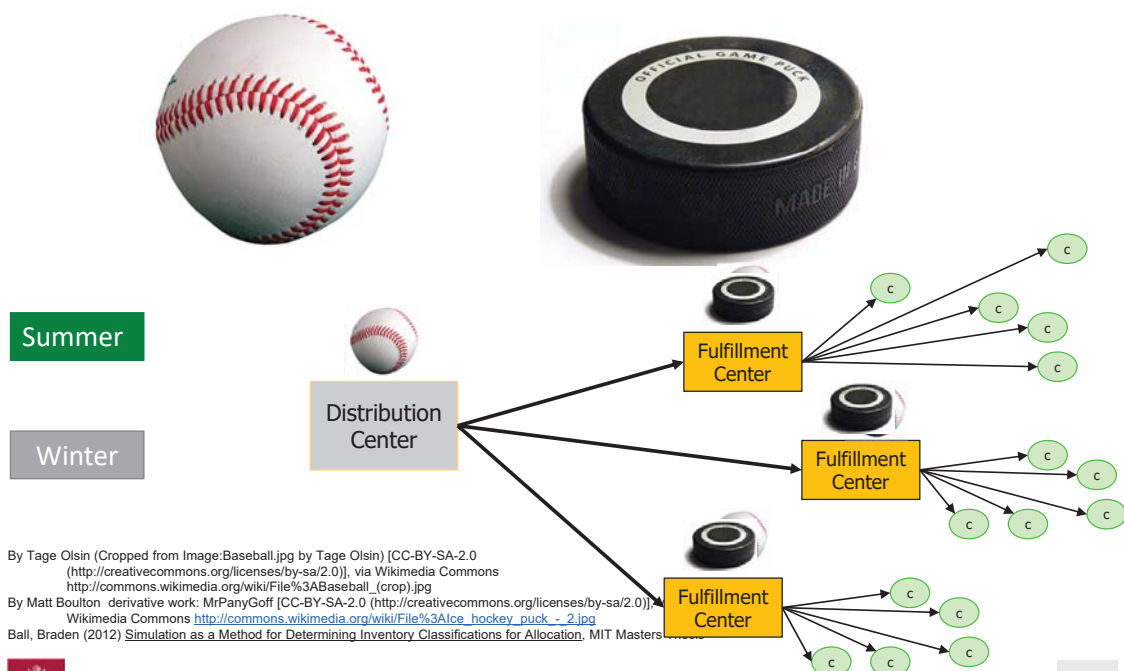 OFFICIAL GAME PUCK
MADE IN
Summer
Winter
Distribution
Center
Fulfillment
Center
c
c
c
c
c
Fulfillment
Center
c
c
c
c
c
Fulfillment
Center
c
c
c
c
c
By Tage Olsin (Cropped from Image:Baseball.jpg by Tage Olsin) [CC-BY-SA-2.0
(http://creativecommons.org/licenses/by-sa/2.0)], via Wikimedia Commons
http://commons.wikimedia.org/wiki/File%3ABaseball_(crop).jpg
By Matt Boulton derivative work: MrPanyGoff [CC-BY-SA-2.0 (http://creativecommons.org/licenses/by-sa/2.0)],
Wikimedia Commons http://commons.wikimedia.org/wiki/File%3AIce_hockey_puck_-_2.jpg
Ball, Braden (2012) Simulation as a Method for Determining Inventory Classifications for Allocation, MIT Masters